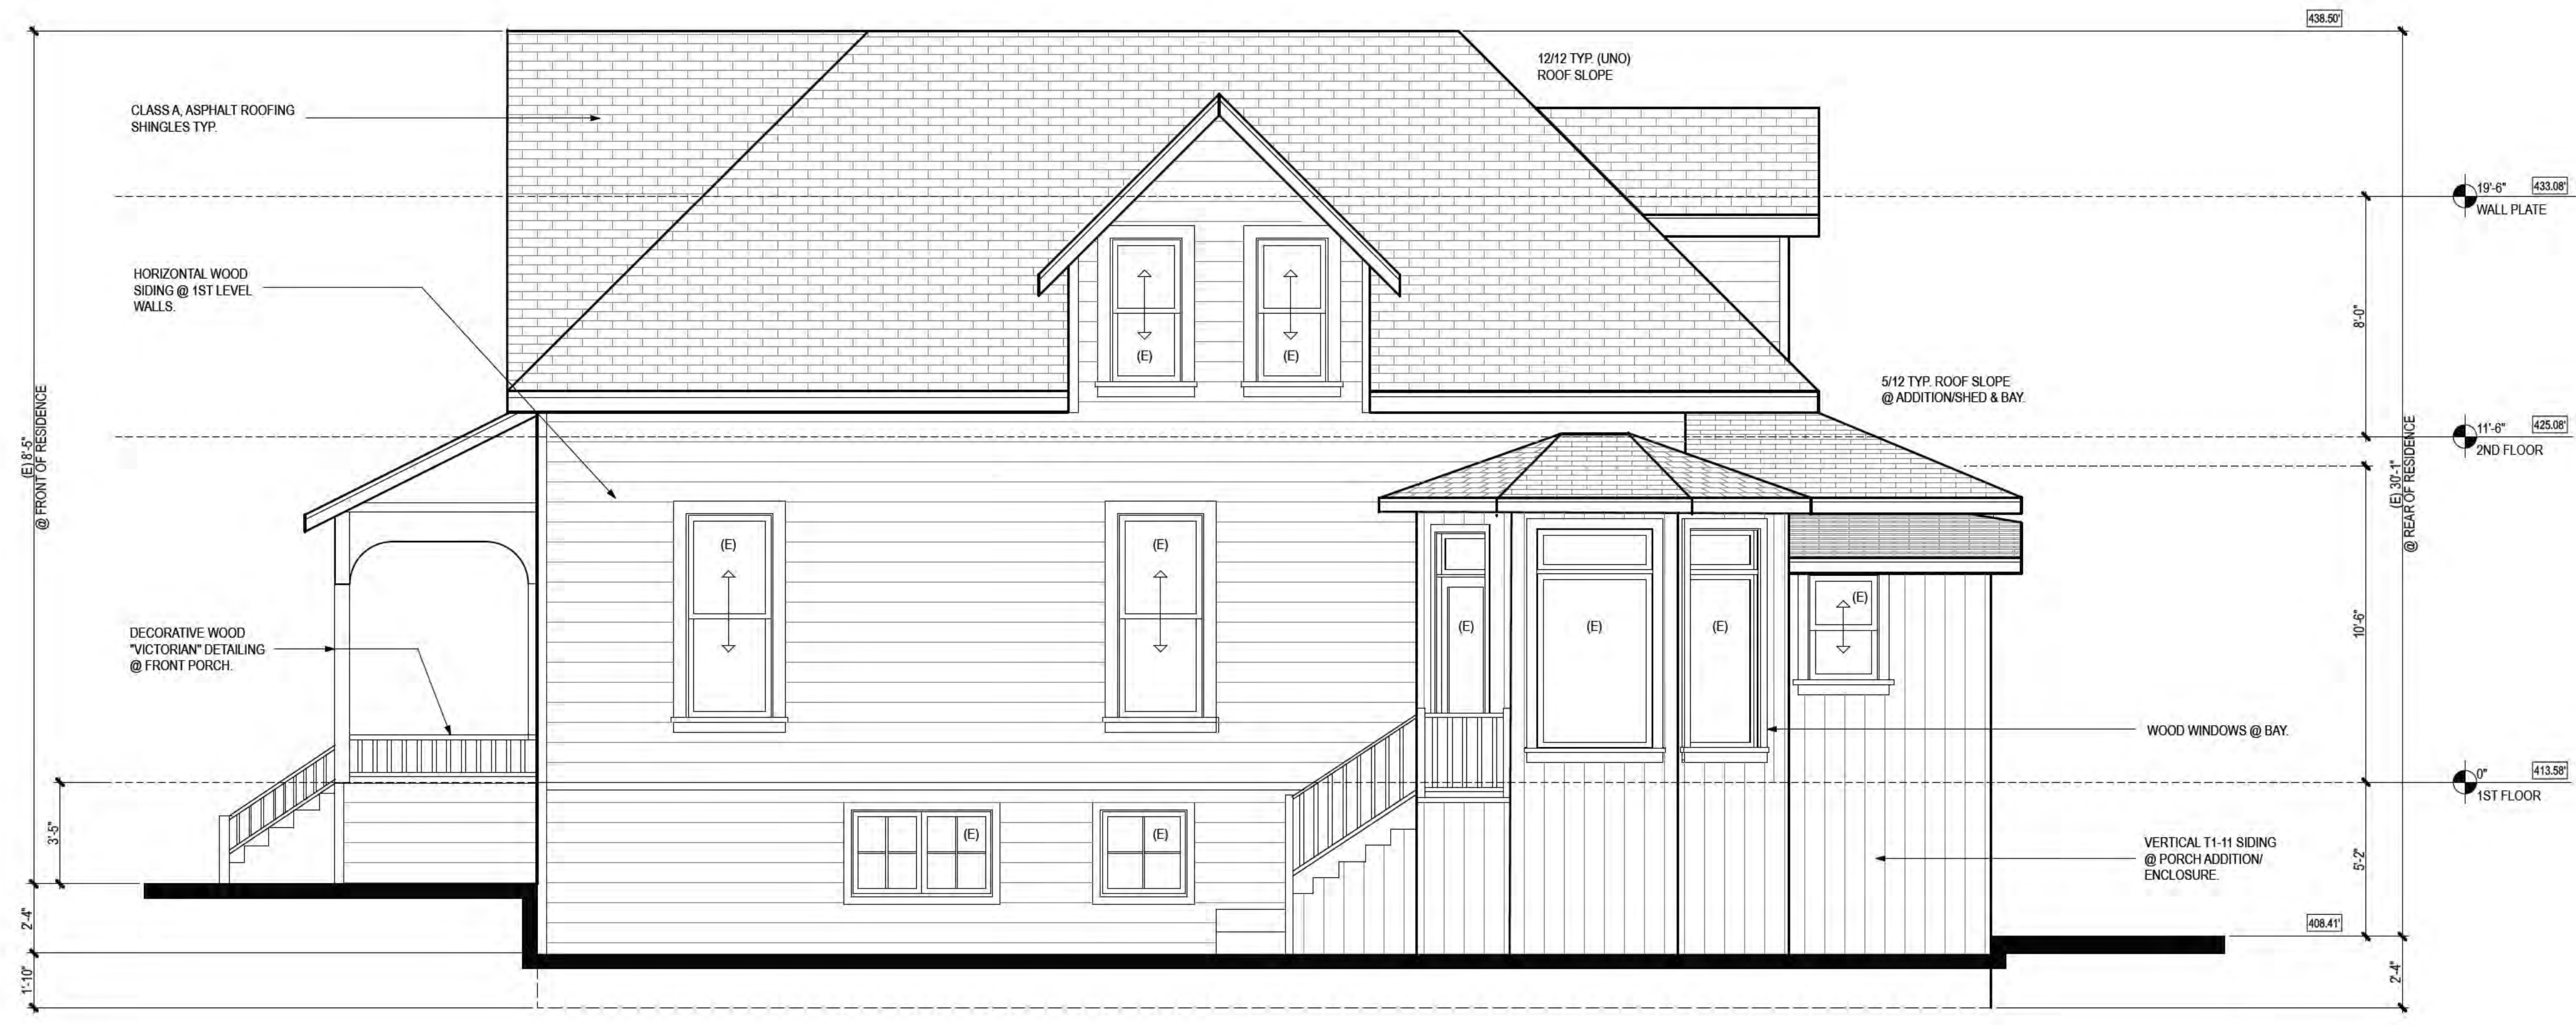 438.50'
12/12 TYP. (UNO)
ROOF SLOPE
CLASS A, ASPHALT ROOFING
SHINGLES TYP.
19'-6" 433.08'
WALL PLATE
HORIZONTAL WOOD
SIDING @ 1ST LEVEL
WALLS.
8'-0"
(E)
(E)
5/12 TYP. ROOF SLOPE
@ ADDITION/SHED & BAY.
(E) 8'-5"
@ FRONT OF RESIDENCE
11'-6" 425.08'
2ND FLOOR
(E) 30'-1"
@ REAR OF RESIDENCE
(E)
(E)
(E)
(E)
(E)
(E)
10'-6"
DECORATIVE WOOD
"VICTORIAN" DETAILING
@ FRONT PORCH.
WOOD WINDOWS @ BAY.
0" 413.58'
1ST FLOOR
3'-5"
(E)
(E)
VERTICAL T1-11 SIDING
@ PORCH ADDITION/
ENCLOSURE.
5'-2"
2'-4"
408.41'
1'-10"
2'-4"